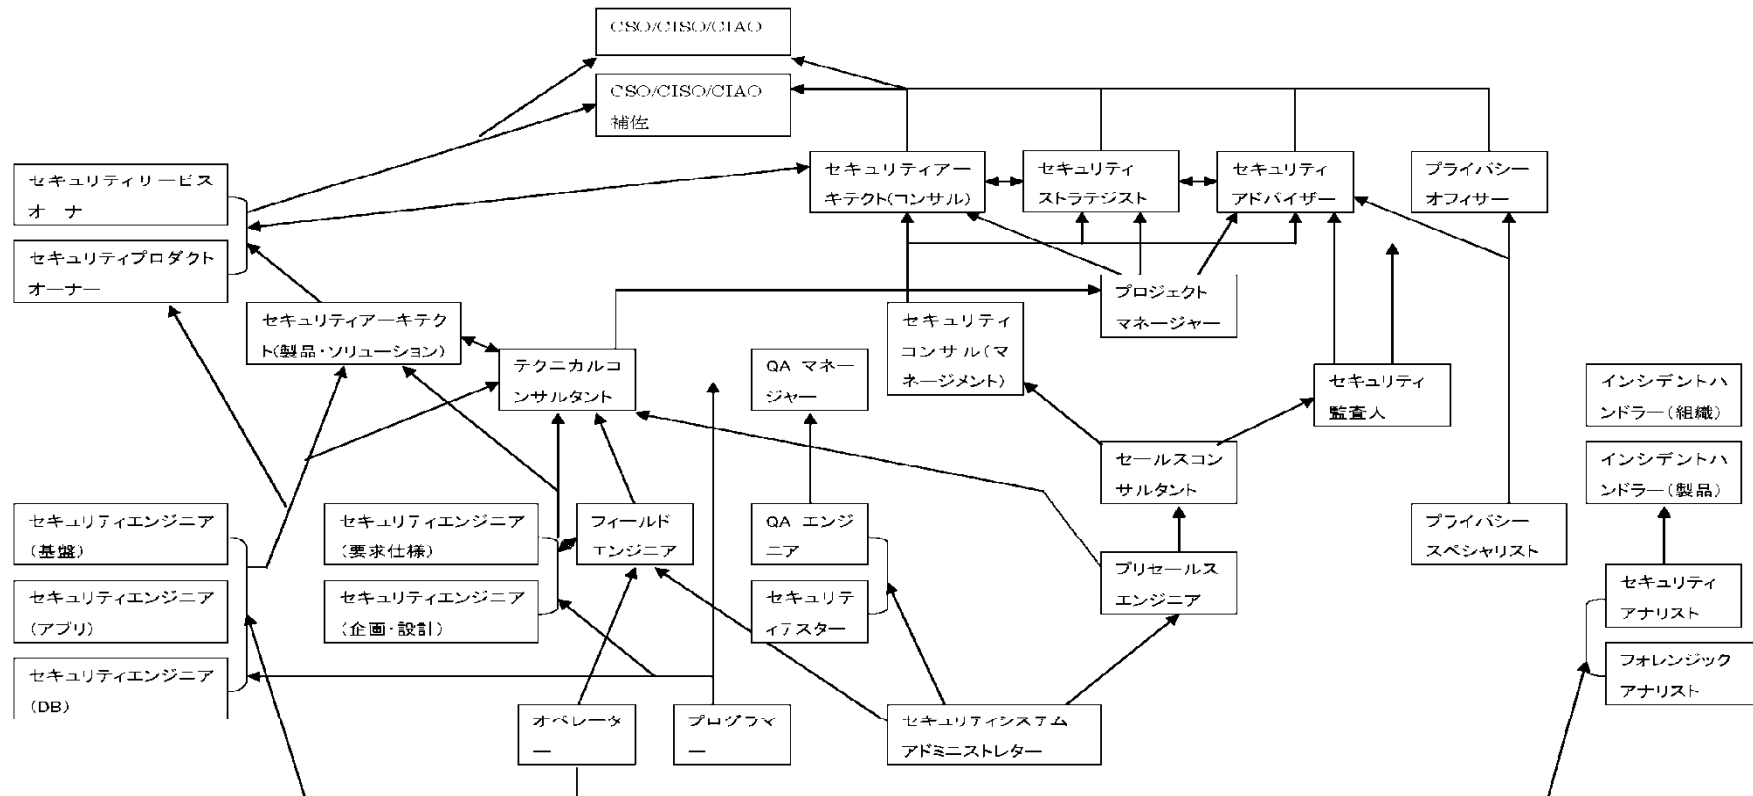 CSO/CISO/CIAO
CSO/CISO/CIAO
補佐
セキュリティサービス
オーナ
セキュリティプロダクト
オーナー
セキュリティアー
キテクト(コンサル)
セキュリティ
ストラテジスト
セキュリティ
アドバイザー
プライバシー
オフィサー
プロジェクト
マネージャー
セキュリティアーキテク
ト(製品・ソリューション)
テクニカルコ
ンサルタント
QA マネー
ジャー
セキュリティ
コンサル(マ
ネージメント)
セキュリティ
監査人
インシデントハ
ンドラー(組織)
セールスコン
サルタント
インシデントハ
ンドラー(製品)
セキュリティエンジニア
(基盤)
セキュリティエンジニア
(要求仕様)
フィールド
エンジニア
QA エンジ
ニア
プライバシー
スペシャリスト
セキュリティエンジニア
(アプリ)
セキュリティエンジニア
(企画・設計)
セキュリテ
ィテスター
プリセールス
エンジニア
セキュリティ
アナリスト
セキュリティエンジニア
(DB)
フォレンジック
アナリスト
オペレータ
ー
プログラマ
ー
セキュリティシステム
アドミニストレター